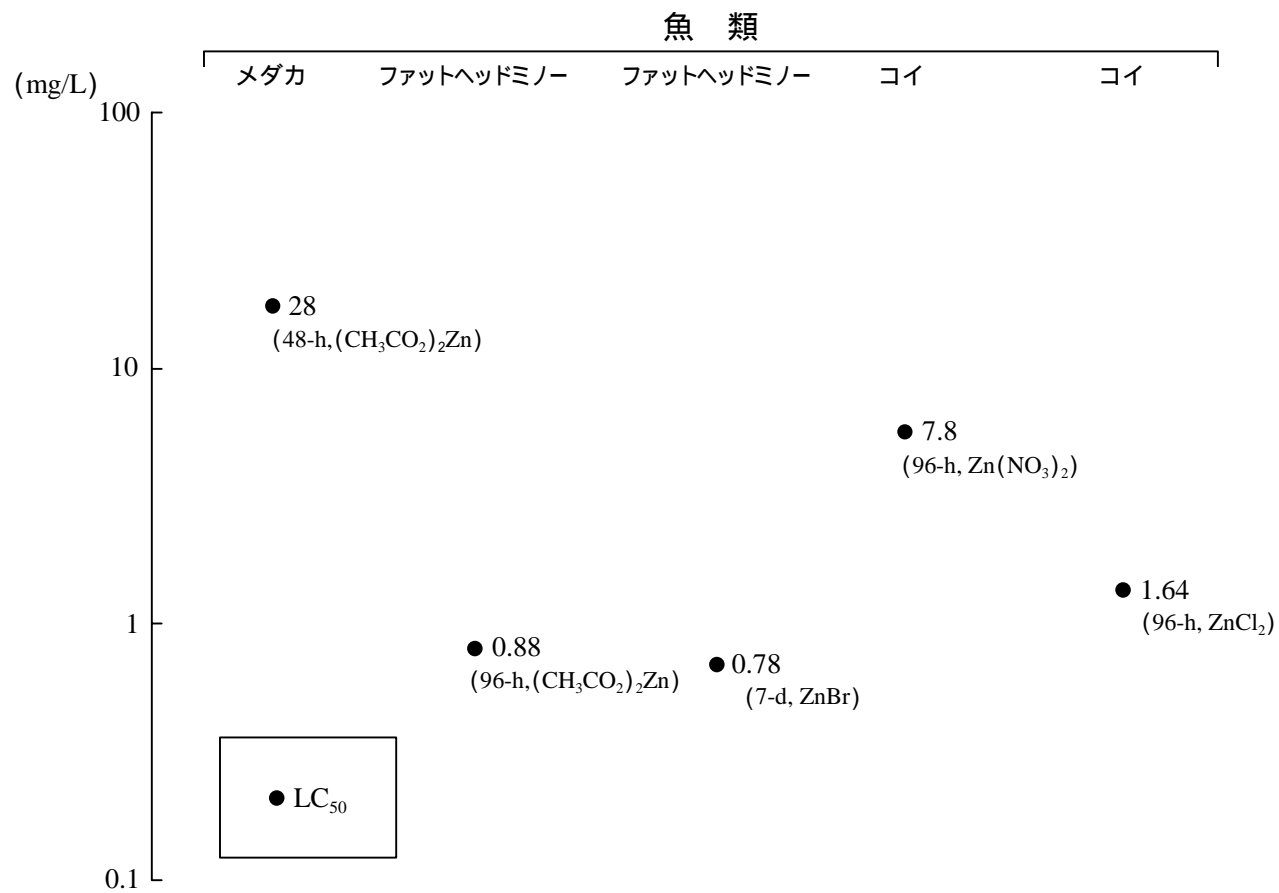 魚 類
メダカ ファットヘッドミノー ファットヘッドミノー コイ コイ
(mg/L)
100
28
(48-h,(CH₃CO₂)₂Zn)
10
7.8
(96-h, Zn(NO₃)₂)
1.64
(96-h, ZnCl₂)
1
0.88
(96-h,(CH₃CO₂)₂Zn)
0.78
(7-d, ZnBr)
LC₅₀
0.1